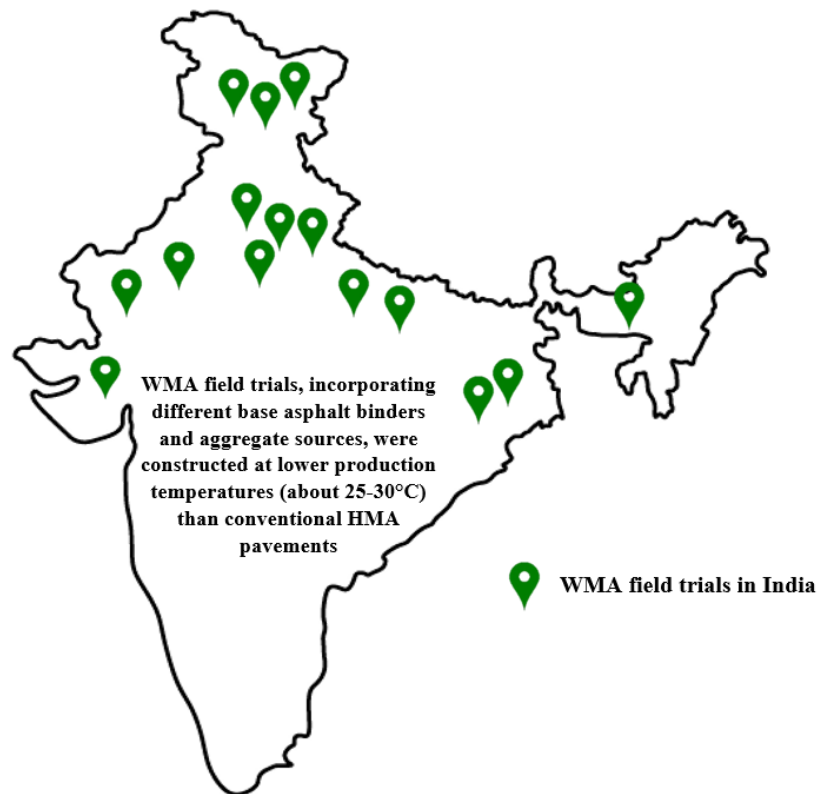 WMA field trials, incorporating
different base asphalt binders
and aggregate sources, were
constructed at lower production
temperatures (about 25-30°C)
than conventional HMA
pavements
WMA field trials in India